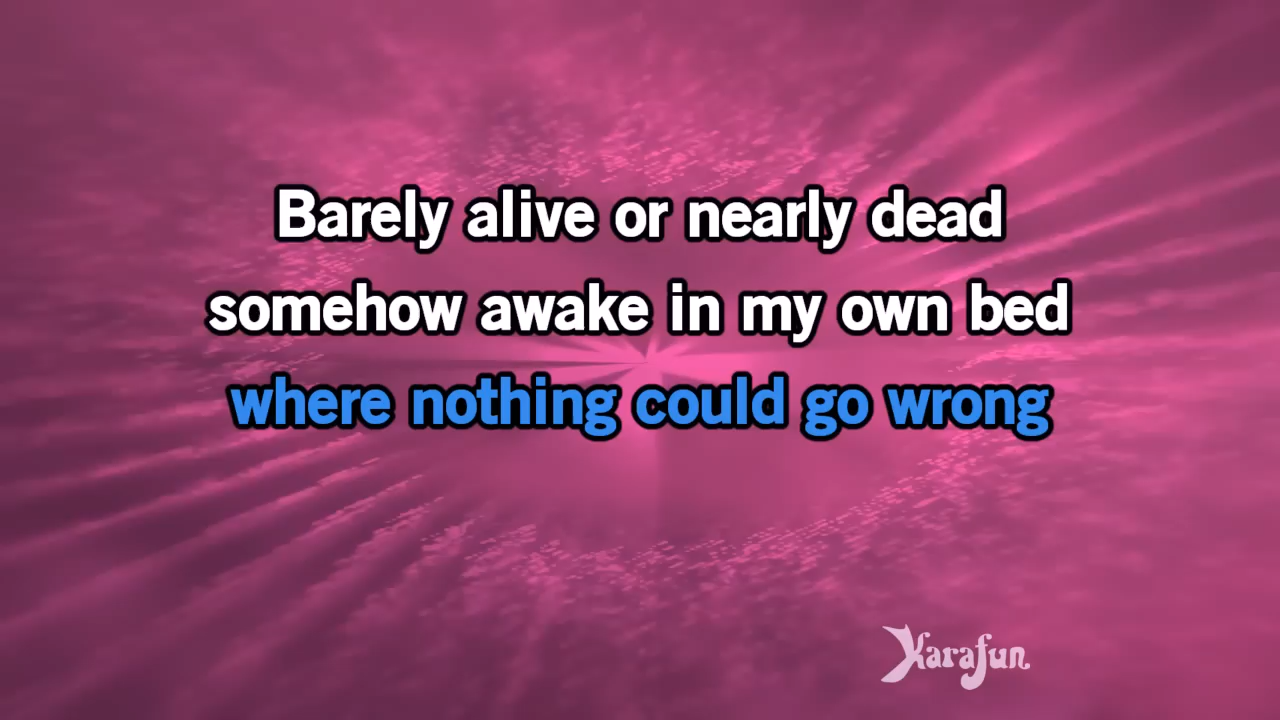 Barely alive or nearly dead
somehow awake in my own bed
where nothing could go wrong
Karafun